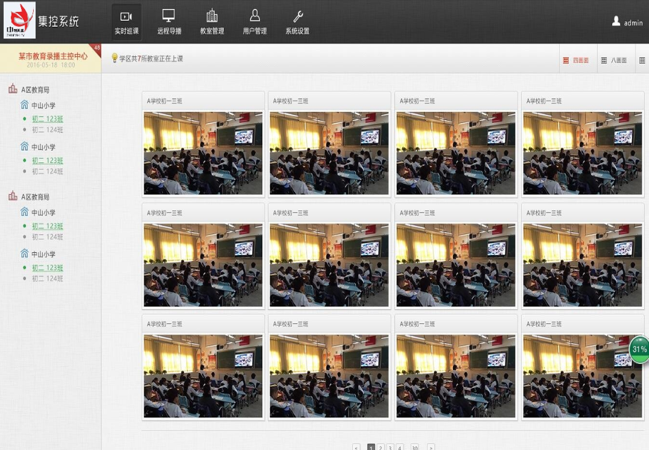 集控系统
实时巡课
远程导播
教室管理
用户管理
系统设置
admin
某市教育录播主控中心
学区共7所教室正在上课
四画面
八画面
A区教育局
中山小学
初二 123班
初二 124班
中山小学
初二 123班
初二 124班
A区教育局
中山小学
初二 123班
初二 124班
中山小学
初二 123班
初二 124班
A学校初一三班
A学校初一三班
A学校初一三班
A学校初一三班
A学校初一三班
A学校初一三班
A学校初一三班
A学校初一三班
A学校初一三班
A学校初一三班
A学校初一三班
A学校初一三班
31%
1 2 3 4